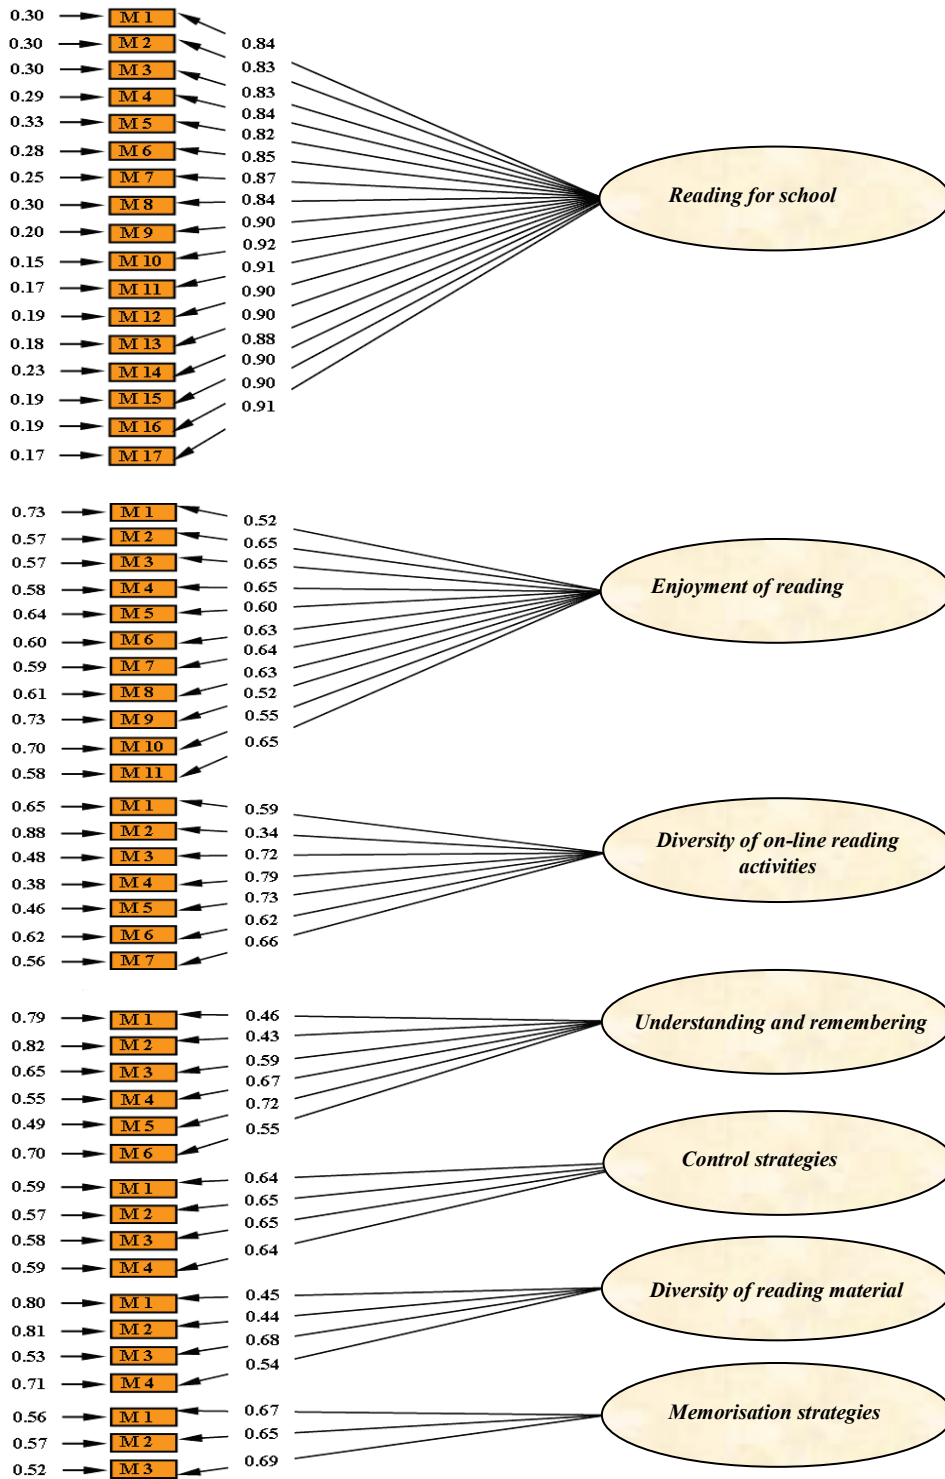 0.30 M 1
0.84
0.30 M 2
0.83
0.30 M 3
0.83
0.29 M 4
0.84
0.33 M 5
0.82
0.28 M 6
0.85
0.25 M 7
0.87
0.30 M 8
0.84
Reading for school
0.20 M 9
0.90
0.15 M 10
0.92
0.17 M 11
0.91
0.19 M 12
0.90
0.18 M 13
0.90
0.23 M 14
0.88
0.19 M 15
0.90
0.19 M 16
0.90
0.17 M 17
0.91
0.73 M 1
0.52
0.57 M 2
0.65
0.57 M 3
0.65
0.58 M 4
0.65
Enjoyment of reading
0.64 M 5
0.60
0.60 M 6
0.63
0.59 M 7
0.64
0.61 M 8
0.63
0.73 M 9
0.52
0.70 M 10
0.55
0.58 M 11
0.65
0.65 M 1
0.59
0.88 M 2
0.34
0.48 M 3
0.72
Diversity of on-line reading
activities
0.38 M 4
0.79
0.46 M 5
0.73
0.62 M 6
0.62
0.56 M 7
0.66
0.79 M 1
0.46
0.82 M 2
0.43
Understanding and remembering
0.65 M 3
0.59
0.55 M 4
0.67
0.49 M 5
0.72
0.70 M 6
0.55
0.59 M 1
0.64
Control strategies
0.57 M 2
0.65
0.58 M 3
0.65
0.59 M 4
0.64
0.80 M 1
0.45
Diversity of reading material
0.81 M 2
0.44
0.53 M 3
0.68
0.71 M 4
0.54
0.56 M 1
0.67
Memorisation strategies
0.57 M 2
0.65
0.52 M 3
0.69